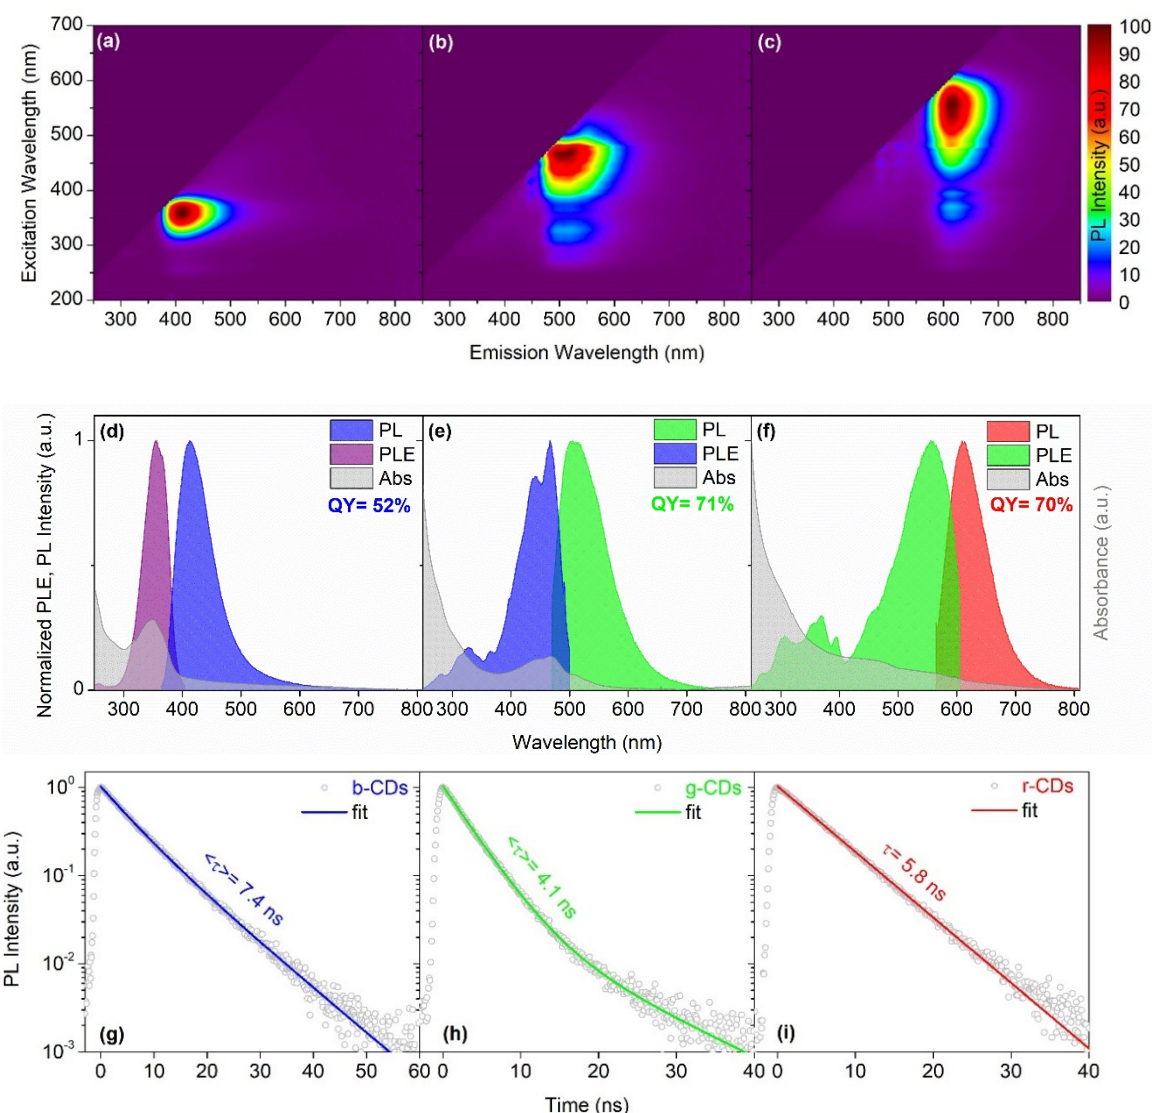 700
600
500
400
300
200
Excitation Wavelength (nm)
(a)
(b)
(c)
100
90
80
70
60
50
40
30
20
10
0
PL Intensity (a.u.)
300 400 500 600 700 800
300 400 500 600 700 800
300 400 500 600 700 800
Emission Wavelength (nm)
Normalized PLE, PL Intensity (a.u.)
1
0
(d)
PL
PLE
Abs
QY= 52%
(e)
PL
PLE
Abs
QY= 71%
(f)
PL
PLE
Abs
QY= 70%
Absorbance (a.u.)
300 400 500 600 700 800
300 400 500 600 700 800
300 400 500 600 700 800
Wavelength (nm)
PL Intensity (a.u.)
10⁰
10⁻¹
10⁻²
10⁻³
b-CDs
fit
<τ>= 7.4 ns
(g)
g-CDs
fit
<τ>= 4.1 ns
(h)
r-CDs
fit
τ= 5.8 ns
(i)
0 10 20 30 40 50 60
0 10 20 30 40
0 10 20 30 40
Time (ns)